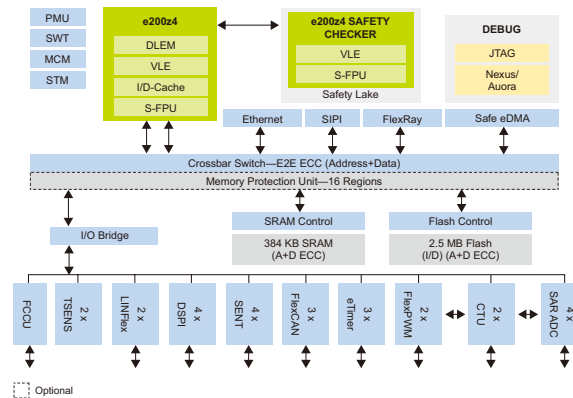 PMU
SWT
MCM
STM
e200z4
DLEM
VLE
I/D-Cache
S-FPU
e200z4 SAFETY
CHECKER
VLE
S-FPU
Safety Lake
DEBUG
JTAG
Nexus/
Auora
Ethernet
SIPI
FlexRay
Safe eDMA
Crossbar Switch—E2E ECC (Address+Data)
Memory Protection Unit—16 Regions
I/O Bridge
SRAM Control
384 KB SRAM
(A+D ECC)
Flash Control
2.5 MB Flash
(I/D) (A+D ECC)
FCCU
2 x
TSENS
2 x
LINFlex
4 x
DSPI
4 x
SENT
3 x
FlexCAN
3 x
eTimer
2 x
FlexPWM
2 x
CTU
4 x
SAR ADC
Optional